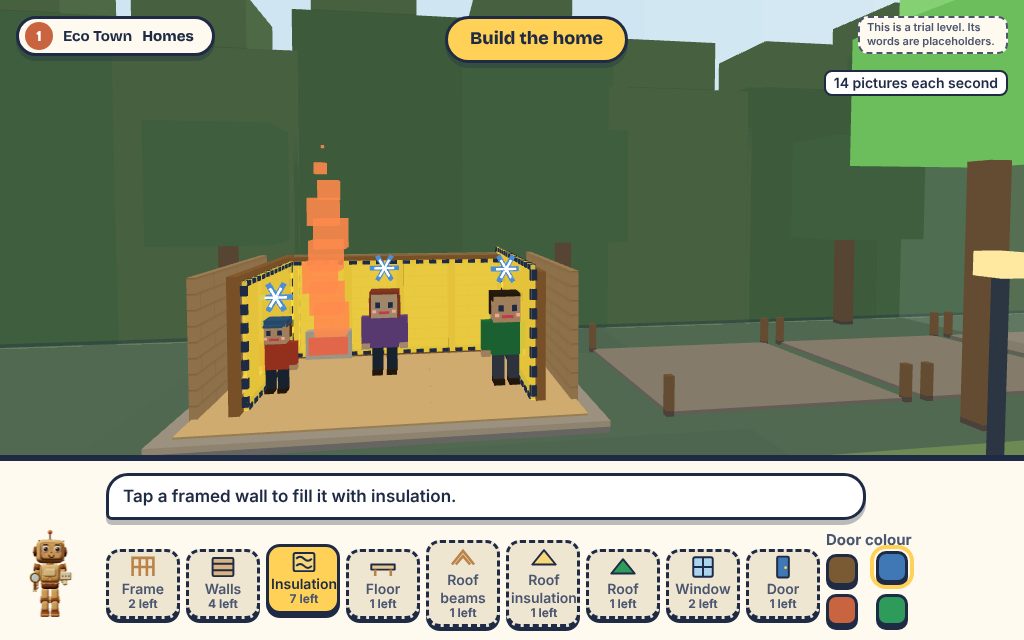 1 Eco Town Homes
Build the home
This is a trial level. Its
words are placeholders.
14 pictures each second
Tap a framed wall to fill it with insulation.
Frame
2 left
Walls
4 left
Insulation
7 left
Floor
1 left
Roof
beams
1 left
Roof
insulation
1 left
Roof
1 left
Window
2 left
Door
1 left
Door colour